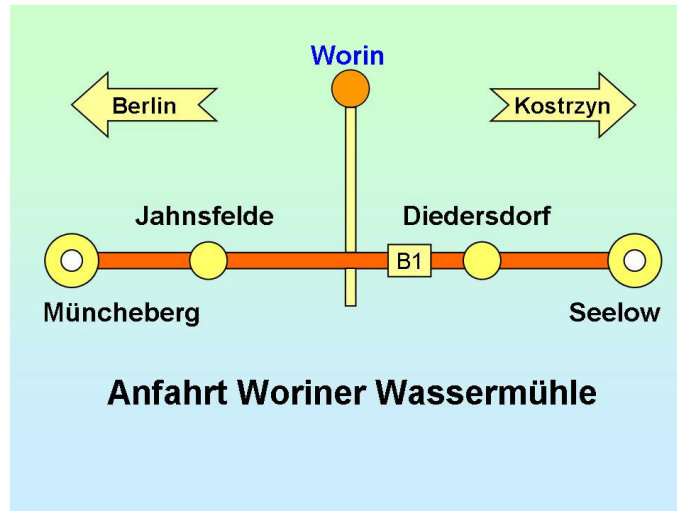 Worin
Berlin
Kostrzyn
Jahnsfelde
Diedersdorf
B1
Müncheberg
Seelow
Anfahrt Woriner Wassermühle